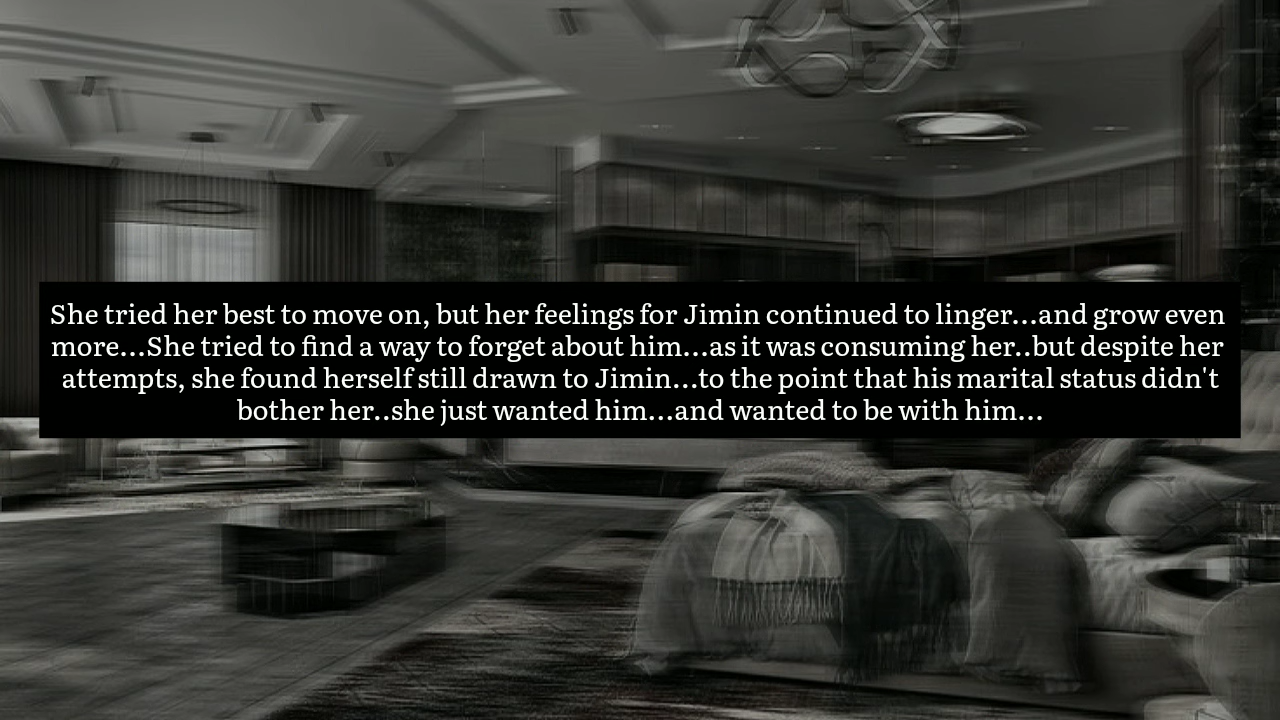 She tried her best to move on, but her feelings for Jimin continued to linger...and grow even
more...She tried to find a way to forget about him...as it was consuming her..but despite her
attempts, she found herself still drawn to Jimin...to the point that his marital status didn't
bother her..she just wanted him...and wanted to be with him...